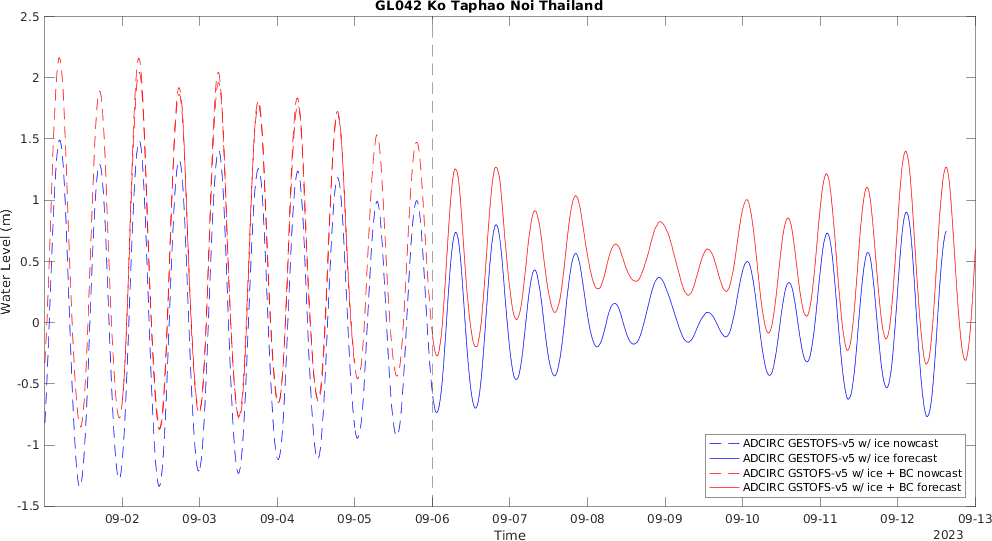 GL042 Ko Taphao Noi Thailand
2.5
2
1.5
1
0.5
0
-0.5
-1
-1.5
Water Level (m)
09-02 09-03 09-04 09-05 09-06 09-07 09-08 09-09 09-10 09-11 09-12 09-13
Time
2023
ADCIRC GESTOFS-v5 w/ ice nowcast
ADCIRC GESTOFS-v5 w/ ice forecast
ADCIRC GSTOFS-v5 w/ ice + BC nowcast
ADCIRC GSTOFS-v5 w/ ice + BC forecast